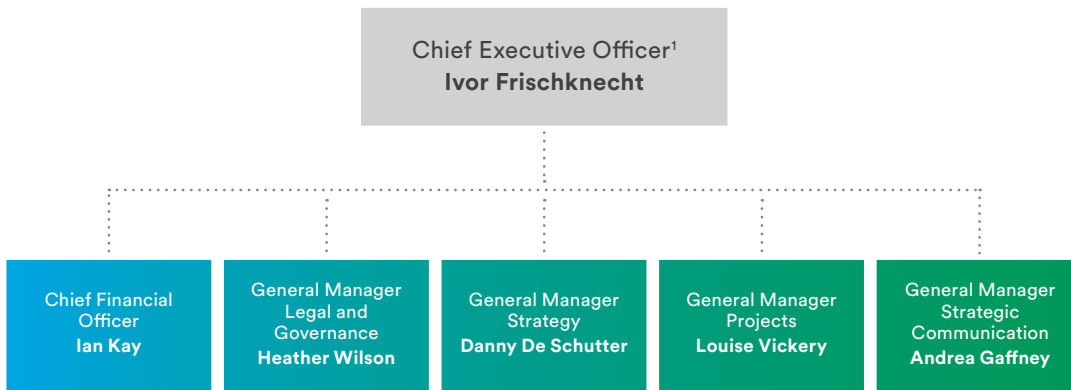 Chief Executive Officer¹
Ivor Frischknecht
Chief Financial
Officer
Ian Kay
General Manager
Legal and
Governance
Heather Wilson
General Manager
Strategy
Danny De Schutter
General Manager
Projects
Louise Vickery
General Manager
Strategic
Communication
Andrea Gaffney